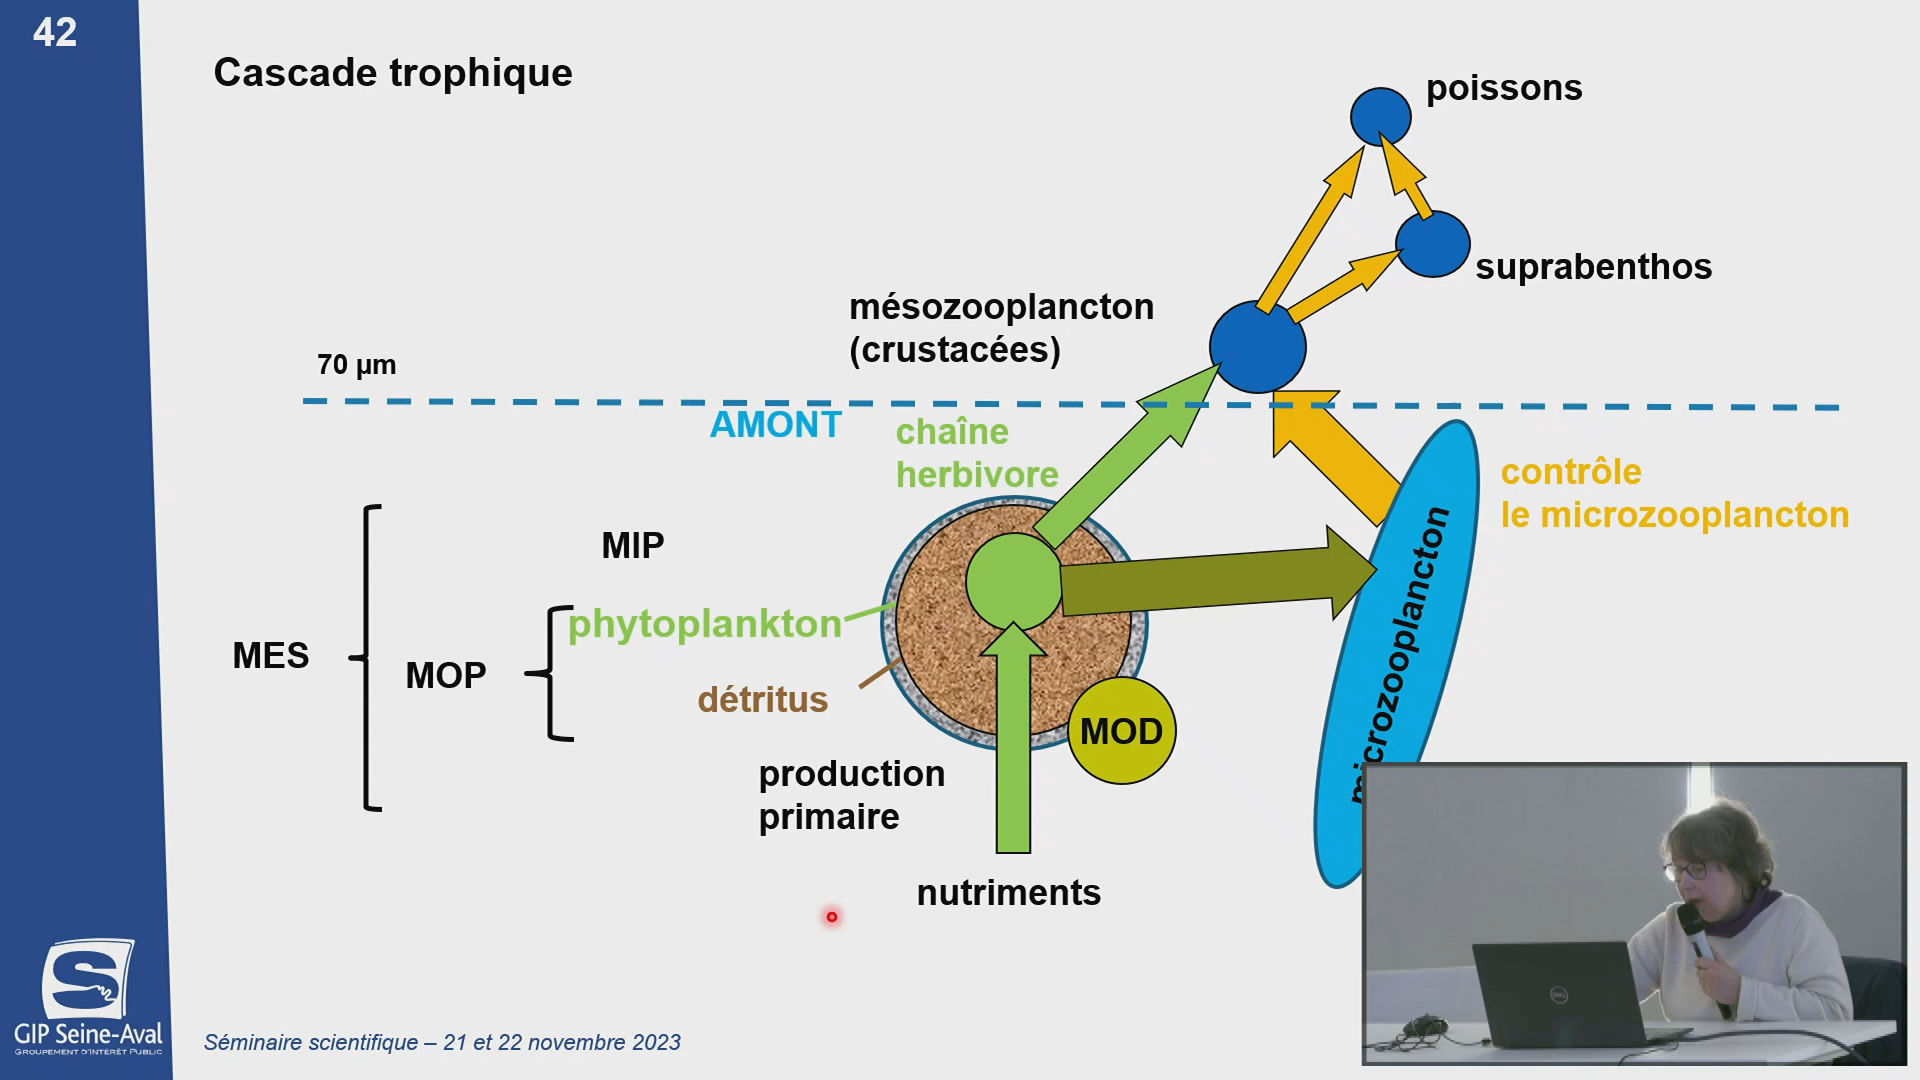 42
Cascade trophique
poissons
suprabenthos
mésozooplancton
(crustacées)
70 µm
AMONT
chaîne
herbivore
contrôle
le microzooplancton
MIP
microzooplancton
phytoplankton
MES
MOP
détritus
MOD
production
primaire
nutriments
S
GIP Seine-Aval
GROUPEMENT D'INTÉRÊT PUBLIC
Séminaire scientifique – 21 et 22 novembre 2023
DELL